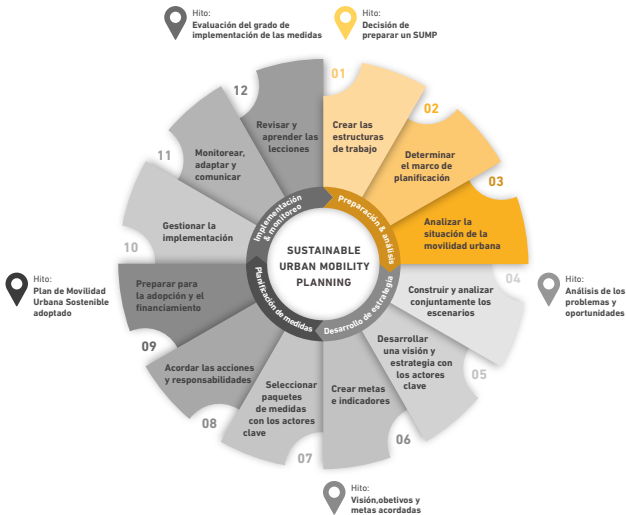 Hito:
Evaluación del grado de
implementación de las medidas
Hito:
Decisión de
preparar un SUMP
01
Crear las
estructuras
de trabajo
02
Determinar
el marco de
planificación
03
Analizar la
situación de la
movilidad urbana
04
Construir y analizar
conjuntamente los
escenarios
Hito:
Análisis de los
problemas y
oportunidades
05
Desarrollar
una visión y
estrategia con
los actores
clave
06
Crear metas
e indicadores
Hito:
Visión,obetivos y
metas acordadas
07
Seleccionar
paquetes
de medidas
con los actores
clave
08
Acordar las acciones
y responsabilidades
09
Preparar para
la adopción y el
financiamiento
Hito:
Plan de Movilidad
Urbana Sostenible
adoptado
10
Gestionar la
implementación
11
Monitorear,
adaptar y
comunicar
12
Revisar y
aprender las
lecciones
Preparación & análisis
Desarrollo de estrategia
Planificación de medidas
Implementación
& monitoreo
SUSTAINABLE
URBAN MOBILITY
PLANNING